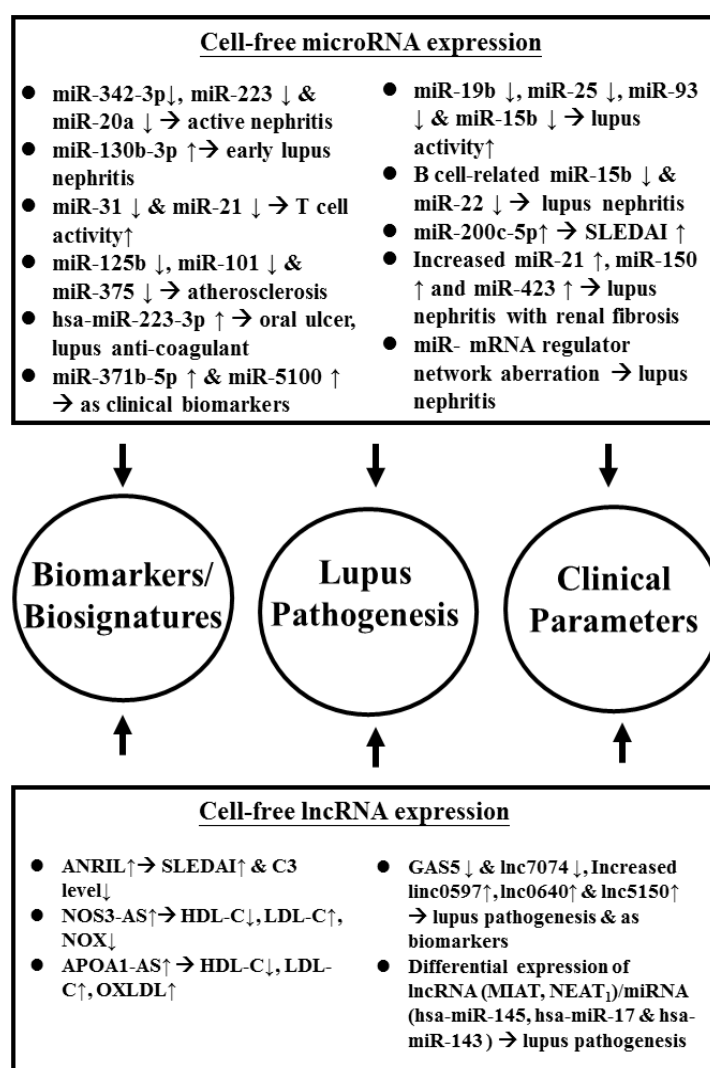 Cell-free microRNA expression
● miR-342-3p↓, miR-223 ↓ &
miR-20a ↓ → active nephritis
● miR-130b-3p ↑→ early lupus
nephritis
● miR-31 ↓ & miR-21 ↓ → T cell
activity↑
● miR-125b ↓, miR-101 ↓ &
miR-375 ↓ → atherosclerosis
● hsa-miR-223-3p ↑ → oral ulcer,
lupus anti-coagulant
● miR-371b-5p ↑ & miR-5100 ↑
→ as clinical biomarkers
● miR-19b ↓, miR-25 ↓, miR-93
↓ & miR-15b ↓ → lupus
activity↑
● B cell-related miR-15b ↓ &
miR-22 ↓ → lupus nephritis
● miR-200c-5p↑ → SLEDAI ↑
● Increased miR-21 ↑, miR-150
↑ and miR-423 ↑ → lupus
nephritis with renal fibrosis
● miR- mRNA regulator
network aberration → lupus
nephritis
Biomarkers/
Biosignatures
Lupus
Pathogenesis
Clinical
Parameters
Cell-free lncRNA expression
● ANRIL↑→ SLEDAI↑ & C3
level↓
● NOS3-AS↑→ HDL-C↓, LDL-C↑,
NOX↓
● APOA1-AS↑ → HDL-C↓, LDL-
C↑, OXLDL↑
● GAS5 ↓ & lnc7074 ↓, Increased
linc0597↑, lnc0640↑ & lnc5150↑
→ lupus pathogenesis & as
biomarkers
● Differential expression of
lncRNA (MIAT, NEAT₁)/miRNA
(hsa-miR-145, hsa-miR-17 & hsa-
miR-143 ) → lupus pathogenesis